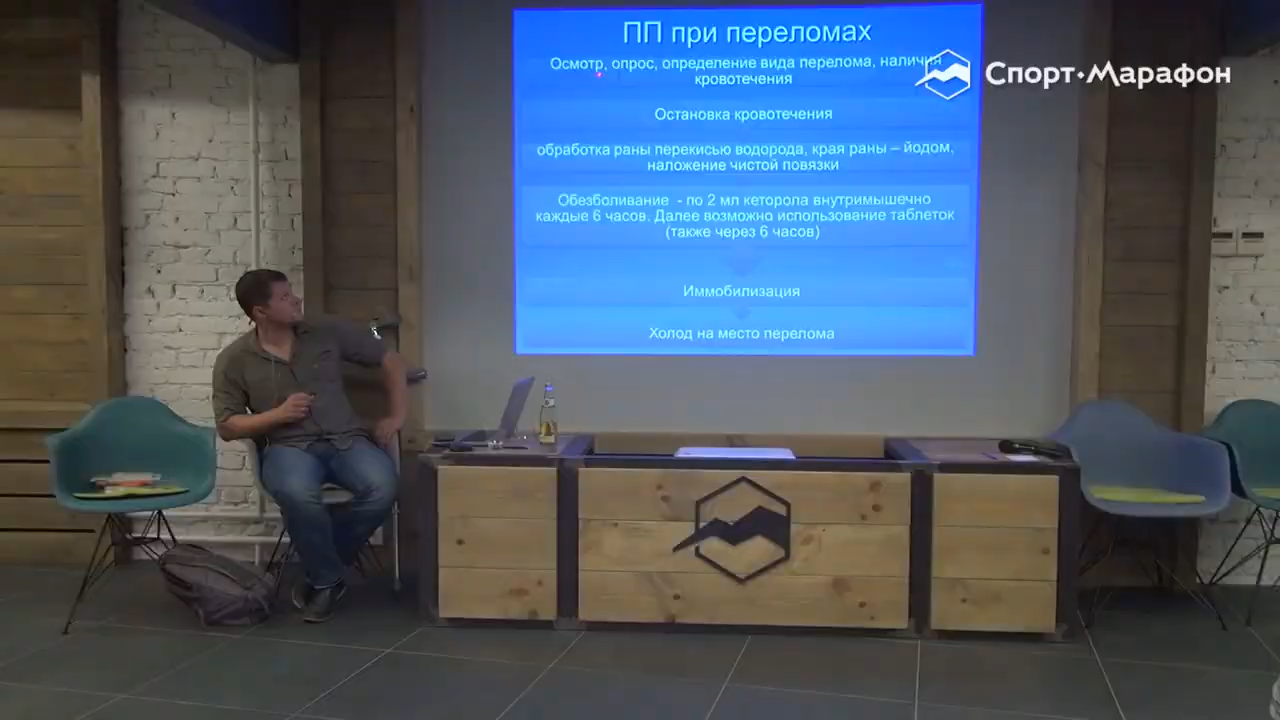 ПП при переломах
Осмотр, опрос, определение вида перелома, наличия
кровотечения
Спорт-Марафон
Остановка кровотечения
обработка раны перекисью водорода, края раны – йодом,
наложение чистой повязки
Обезболивание - по 2 мл кеторола внутримышечно
каждые 6 часов. Далее возможно использование таблеток
(также через 6 часов)
Иммобилизация
Холод на место перелома